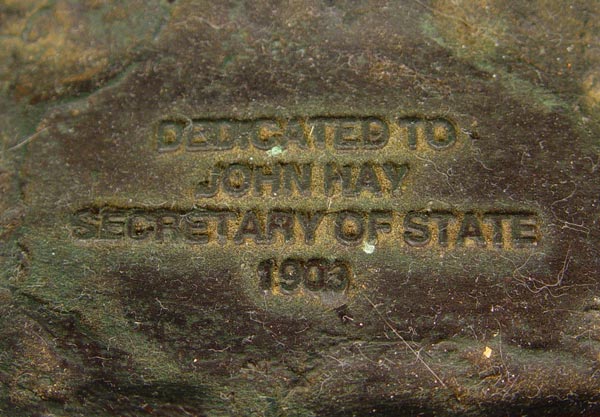 DEDICATED TO
JOHN HAY
SECRETARY OF STATE
1903